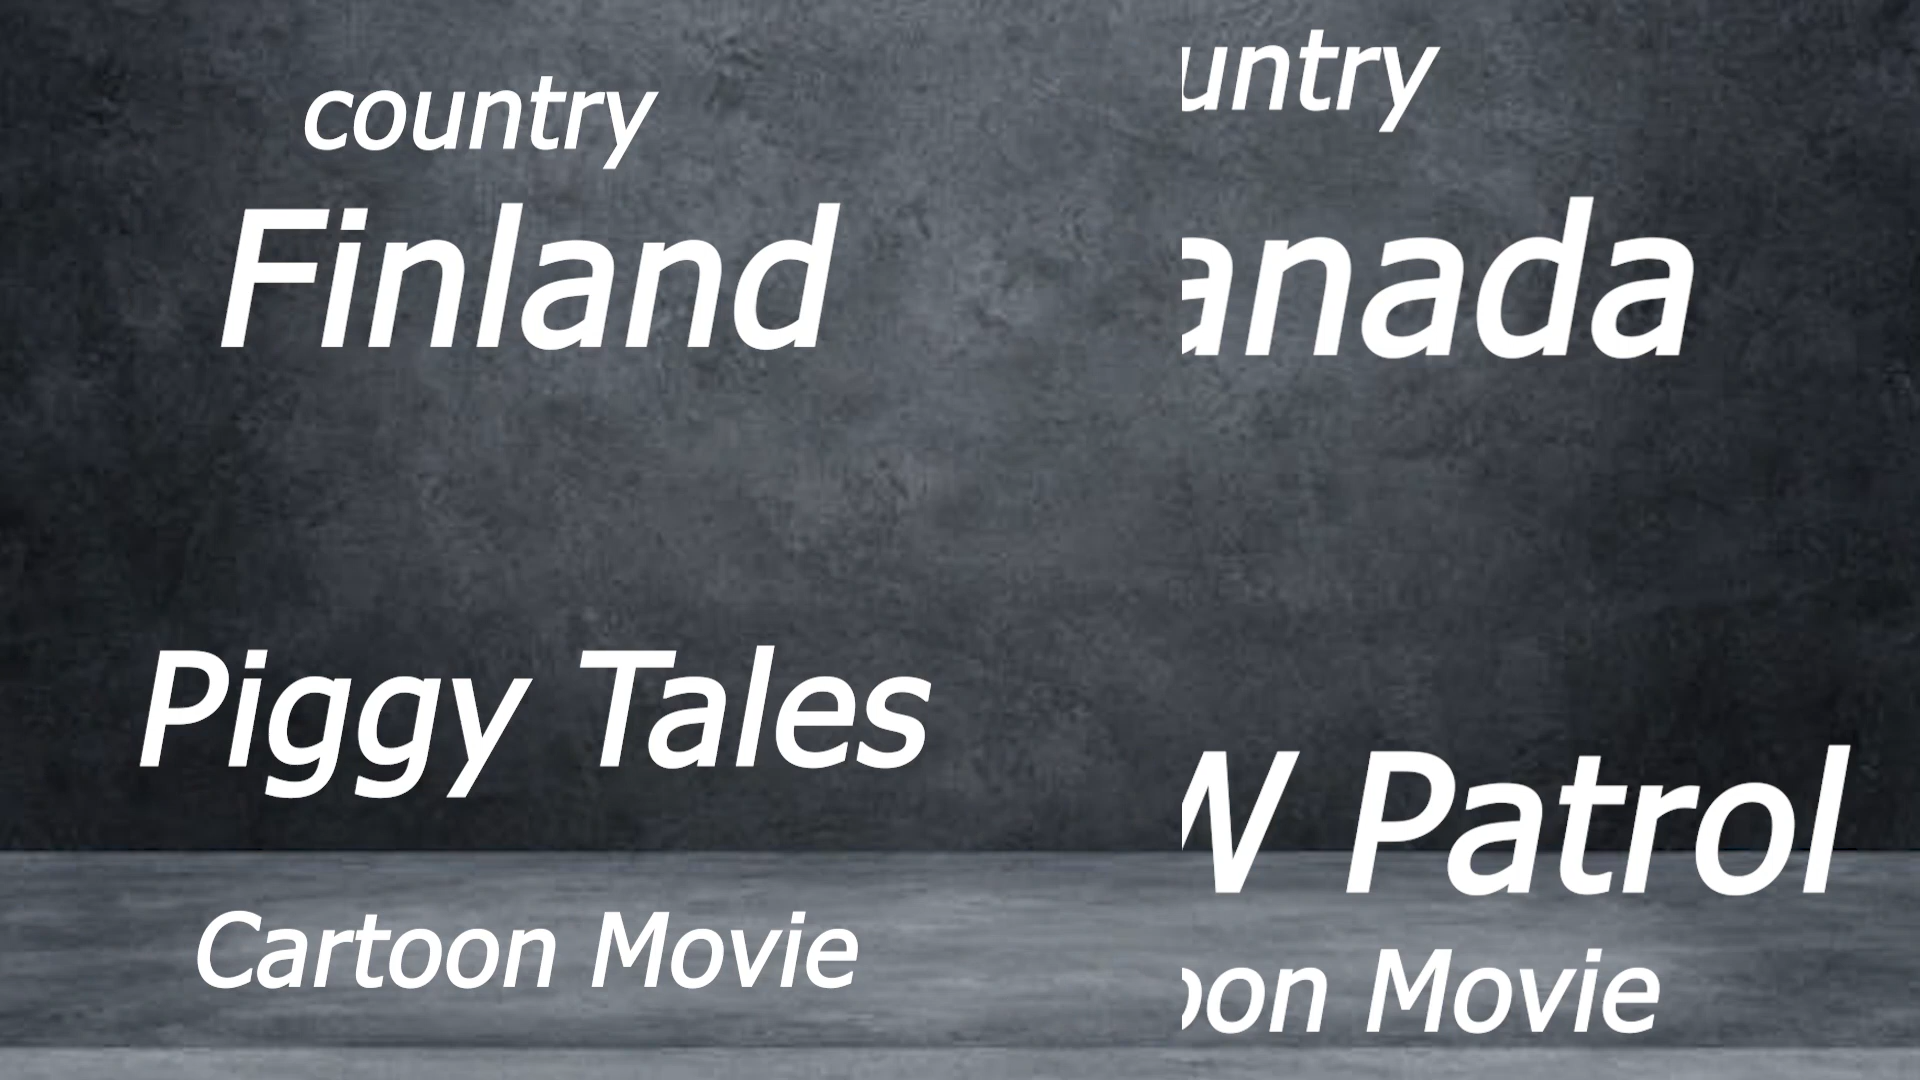 country
Finland
Piggy Tales
Cartoon Movie
untry
anada
W Patrol
oon Movie